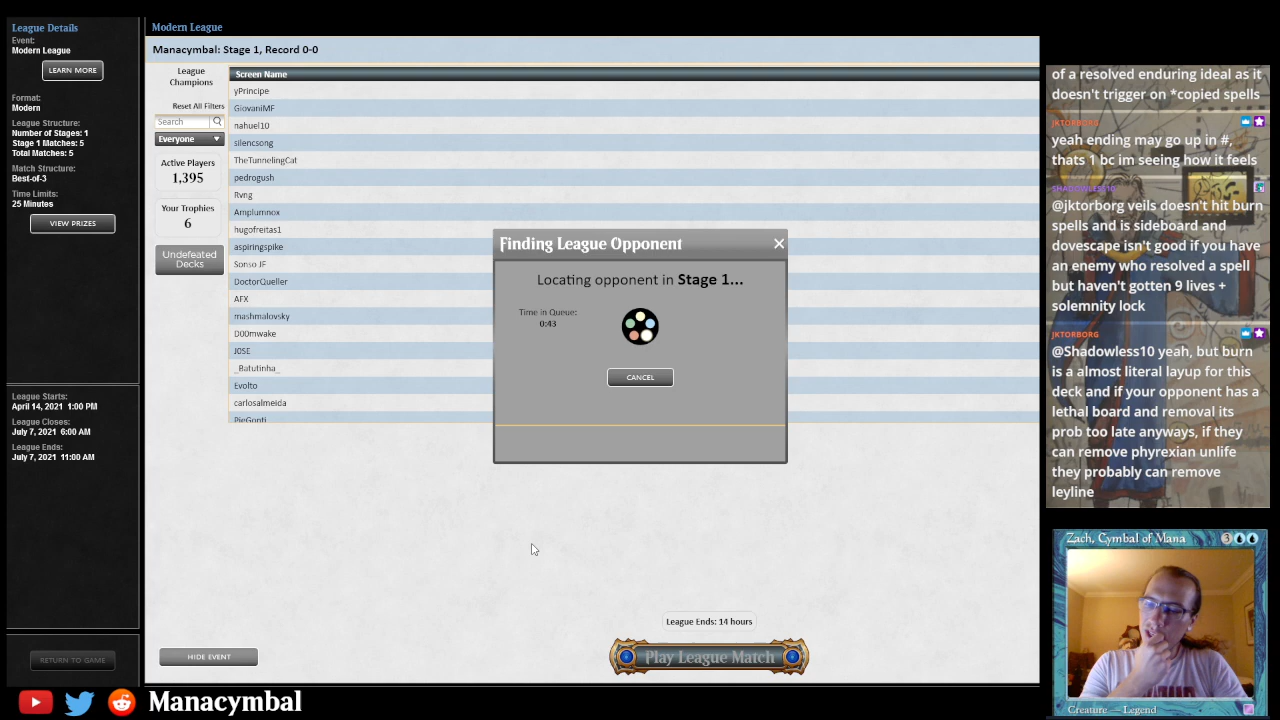 League Details
Event:
Modern League
LEARN MORE
Format:
Modern
League Structure:
Number of Stages: 1
Stage 1 Matches: 5
Total Matches: 5
Match Structure:
Best-of-3
Time Limits:
25 Minutes
VIEW PRIZES
League Starts:
April 14, 2021 1:00 PM
League Closes:
July 7, 2021 6:00 AM
League Ends:
July 7, 2021 11:00 AM
RETURN TO GAME
Modern League
Manacymbal: Stage 1, Record 0-0
League
Champions
Reset All Filters
Search
Everyone
Active Players
1,395
Your Trophies
6
Undefeated
Decks
Screen Name
yPrincipe
GiovaniMF
nahuel10
silencsong
TheTunnelingCat
pedrogush
Rvng
Amplumnox
hugofreitas1
aspiringspike
Sonso JF
DoctorQueller
AFX
mashmalovsky
D00mwake
J0SE
_Batutinha_
Evolto
carlosalmeida
PieGonti
Finding League Opponent
Locating opponent in Stage 1...
Time in Queue:
0:43
CANCEL
League Ends: 14 hours
HIDE EVENT
Play League Match
of a resolved enduring ideal as it
doesn't trigger on *copied spells
JKTORBORG
yeah ending may go up in #,
thats 1 bc im seeing how it feels
SHADOWLESS10
@jktorborg veils doesn't hit burn
spells and is sideboard and
dovescape isn't good if you have
an enemy who resolved a spell
but haven't gotten 9 lives +
solemnity lock
JKTORBORG
@Shadowless10 yeah, but burn
is a almost literal layup for this
deck and if your opponent has a
lethal board and removal its
prob too late anyways, if they
can remove phyrexian unlife
they probably can remove
leyline
Zach, Cymbal of Mana 3
Creature — Legend
Manacymbal